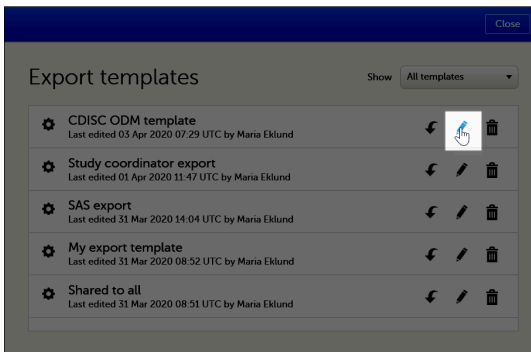 Close
Export templates
Show All templates
CDISC ODM template
Last edited 03 Apr 2020 07:29 UTC by Maria Eklund
Study coordinator export
Last edited 01 Apr 2020 11:47 UTC by Maria Eklund
SAS export
Last edited 31 Mar 2020 14:04 UTC by Maria Eklund
My export template
Last edited 31 Mar 2020 08:52 UTC by Maria Eklund
Shared to all
Last edited 31 Mar 2020 08:51 UTC by Maria Eklund